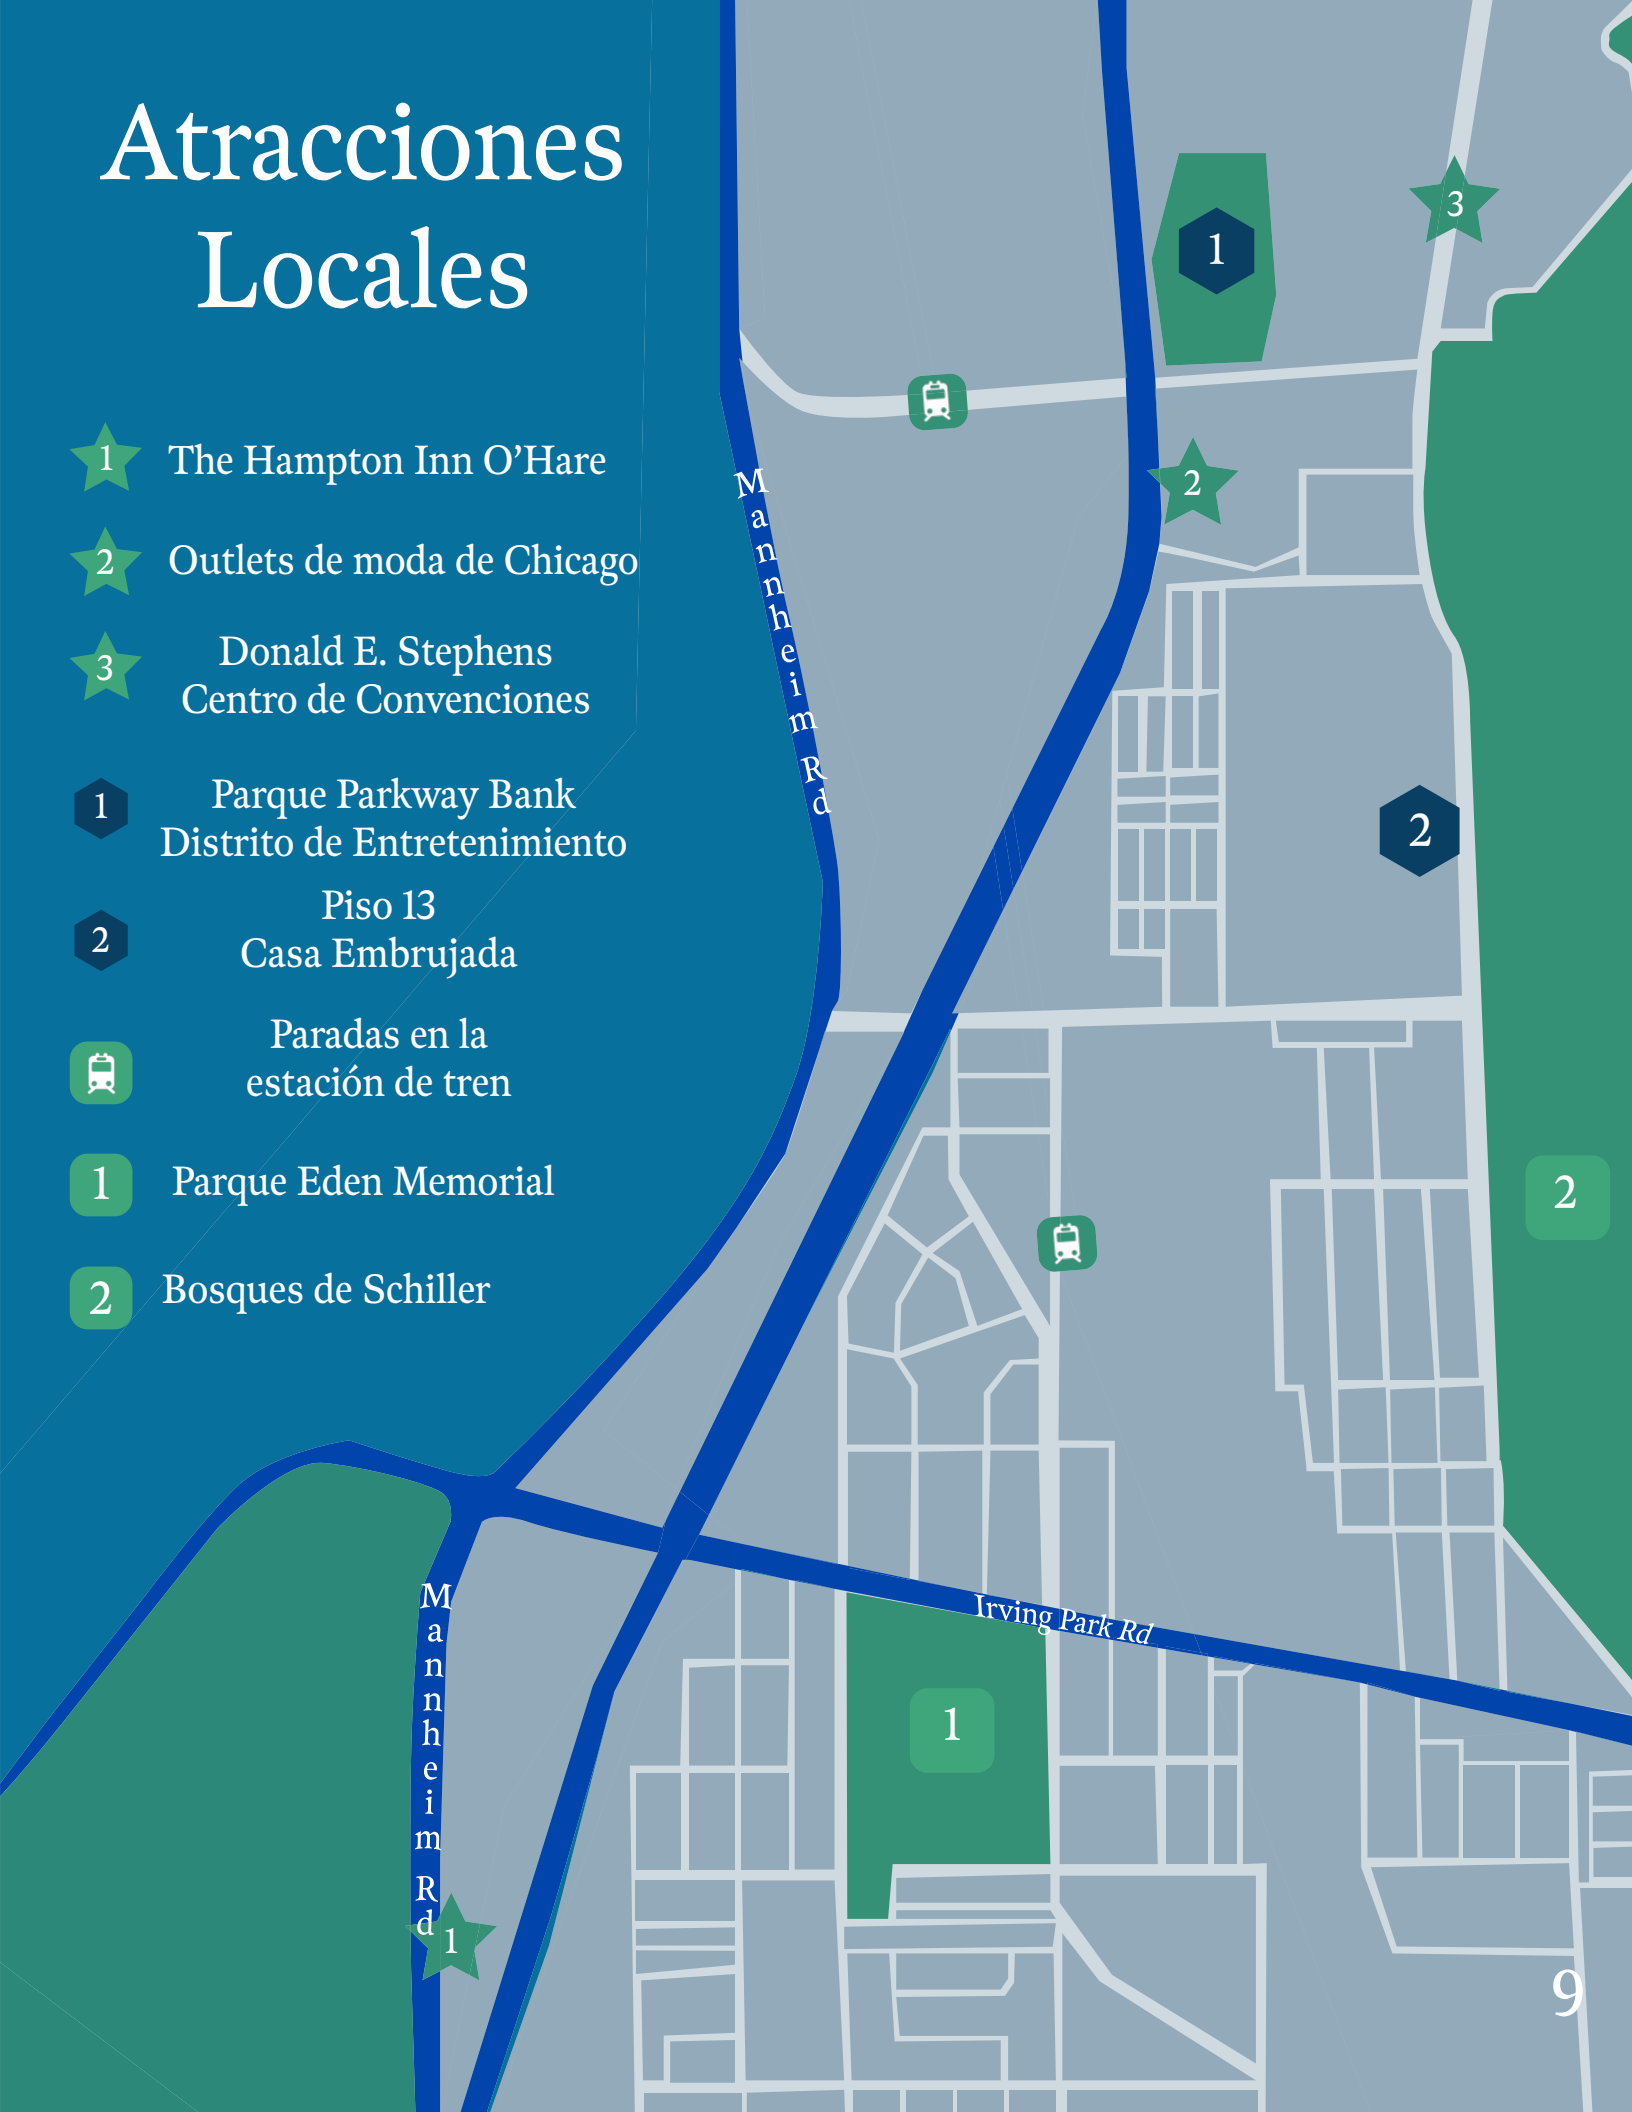 Atracciones
Locales
1 The Hampton Inn O’Hare
2 Outlets de moda de Chicago
3 Donald E. Stephens
Centro de Convenciones
1 Parque Parkway Bank
Distrito de Entretenimiento
2 Piso 13
Casa Embrujada
Paradas en la
estación de tren
1 Parque Eden Memorial
2 Bosques de Schiller
1
3
2
Mannheim Rd
2
2
Irving Park Rd
1
Mannheim Rd
1
9